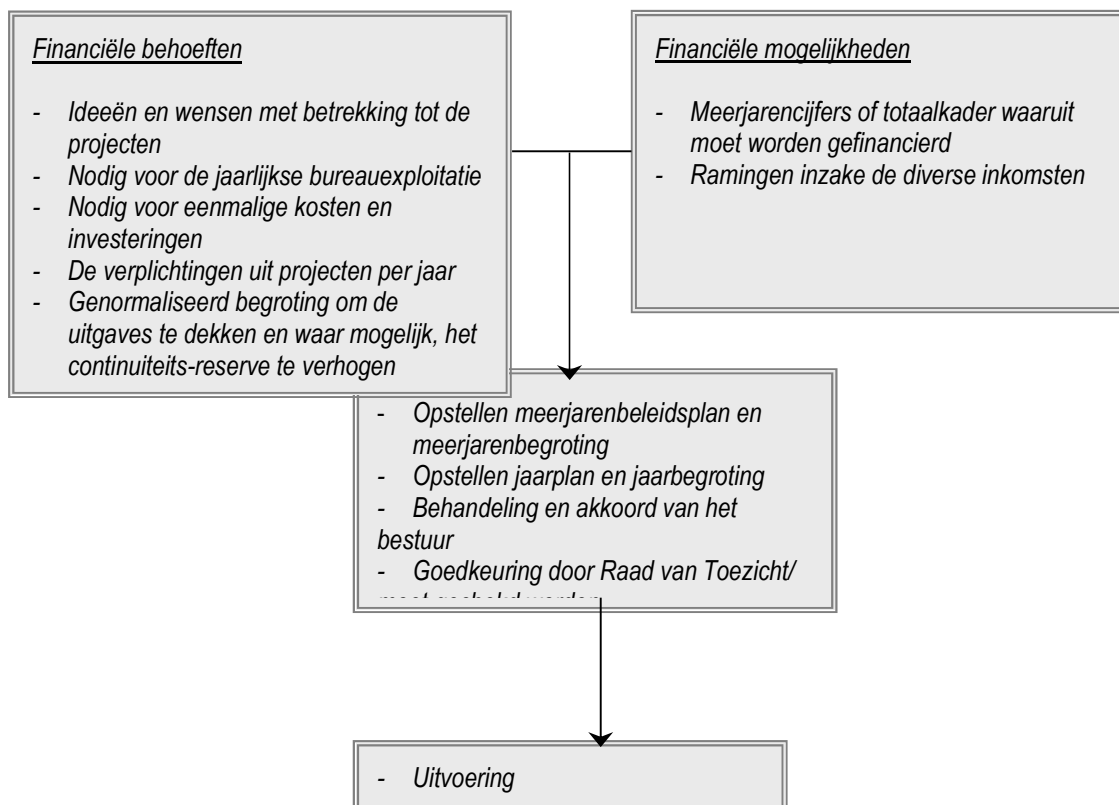 Financiële behoeften
- Ideeën en wensen met betrekking tot de
projecten
- Nodig voor de jaarlijkse bureauexploitatie
- Nodig voor eenmalige kosten en
investeringen
- De verplichtingen uit projecten per jaar
- Genormaliseerd begroting om de
uitgaves te dekken en waar mogelijk, het
continuiteits-reserve te verhogen
Financiële mogelijkheden
- Meerjarencijfers of totaalkader waaruit
moet worden gefinancierd
- Ramingen inzake de diverse inkomsten
- Opstellen meerjarenbeleidsplan en
meerjarenbegroting
- Opstellen jaarplan en jaarbegroting
- Behandeling en akkoord van het
bestuur
- Goedkeuring door Raad van Toezicht/
- Uitvoering